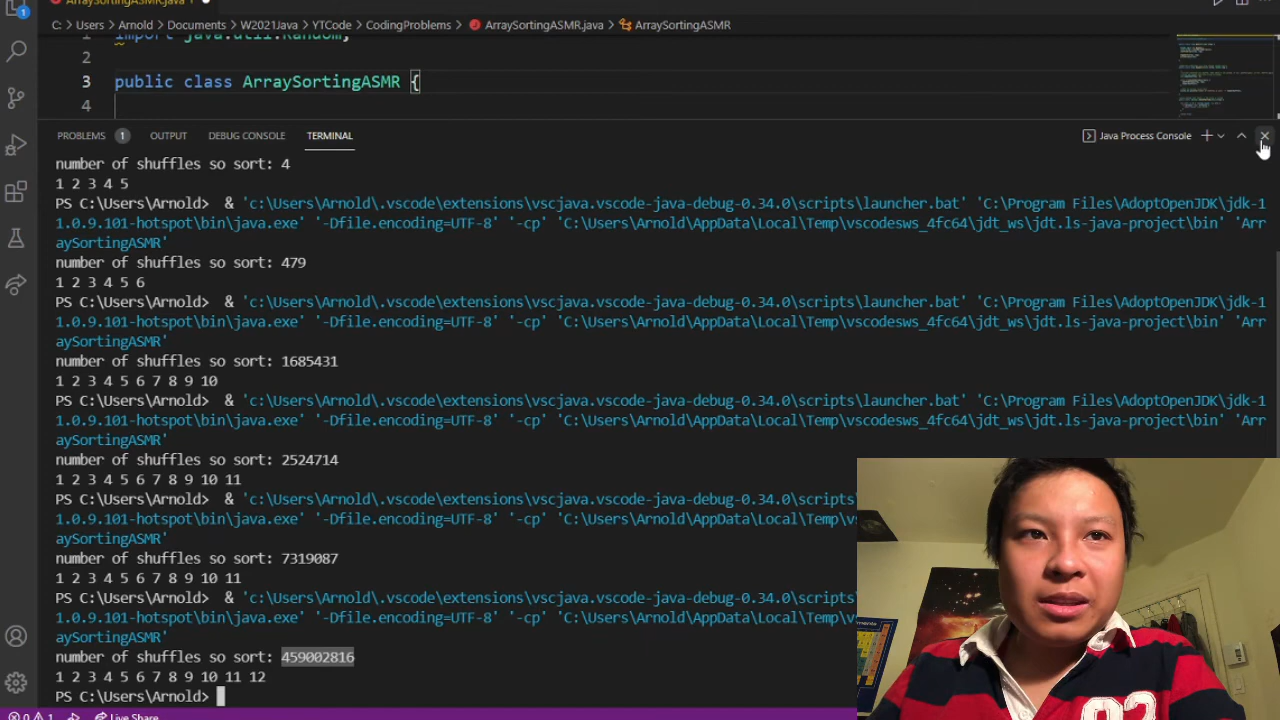 ArraySortingASMR.java 1
C: > Users > Arnold > Documents > W2021Java > YTCode > CodingProblems > ArraySortingASMR.java > ArraySortingASMR
1 import java.util.Random;
2
3 public class ArraySortingASMR {
4
PROBLEMS 1 OUTPUT DEBUG CONSOLE TERMINAL
Java Process Console
number of shuffles so sort: 4
1 2 3 4 5
PS C:\Users\Arnold>  & 'c:\Users\Arnold\.vscode\extensions\vscjava.vscode-java-debug-0.34.0\scripts\launcher.bat' 'C:\Program Files\AdoptOpenJDK\jdk-1
1.0.9.101-hotspot\bin\java.exe' '-Dfile.encoding=UTF-8' '-cp' 'C:\Users\Arnold\AppData\Local\Temp\vscodesws_4fc64\jdt_ws\jdt.ls-java-project\bin' 'Arr
aySortingASMR'
number of shuffles so sort: 479
1 2 3 4 5 6
PS C:\Users\Arnold>  & 'c:\Users\Arnold\.vscode\extensions\vscjava.vscode-java-debug-0.34.0\scripts\launcher.bat' 'C:\Program Files\AdoptOpenJDK\jdk-1
1.0.9.101-hotspot\bin\java.exe' '-Dfile.encoding=UTF-8' '-cp' 'C:\Users\Arnold\AppData\Local\Temp\vscodesws_4fc64\jdt_ws\jdt.ls-java-project\bin' 'Arr
aySortingASMR'
number of shuffles so sort: 1685431
1 2 3 4 5 6 7 8 9 10
PS C:\Users\Arnold>  & 'c:\Users\Arnold\.vscode\extensions\vscjava.vscode-java-debug-0.34.0\scripts\launcher.bat' 'C:\Program Files\AdoptOpenJDK\jdk-1
1.0.9.101-hotspot\bin\java.exe' '-Dfile.encoding=UTF-8' '-cp' 'C:\Users\Arnold\AppData\Local\Temp\vscodesws_4fc64\jdt_ws\jdt.ls-java-project\bin' 'Arr
aySortingASMR'
number of shuffles so sort: 2524714
1 2 3 4 5 6 7 8 9 10 11
PS C:\Users\Arnold>  & 'c:\Users\Arnold\.vscode\extensions\vscjava.vscode-java-debug-0.34.0\scripts
1.0.9.101-hotspot\bin\java.exe' '-Dfile.encoding=UTF-8' '-cp' 'C:\Users\Arnold\AppData\Local\Temp\v
aySortingASMR'
number of shuffles so sort: 7319087
1 2 3 4 5 6 7 8 9 10 11
PS C:\Users\Arnold>  & 'c:\Users\Arnold\.vscode\extensions\vscjava.vscode-java-debug-0.34.0\scripts
1.0.9.101-hotspot\bin\java.exe' '-Dfile.encoding=UTF-8' '-cp' 'C:\Users\Arnold\AppData\Local\Temp\v
aySortingASMR'
number of shuffles so sort: 459002816
1 2 3 4 5 6 7 8 9 10 11 12
PS C:\Users\Arnold>
0 1 Live Share